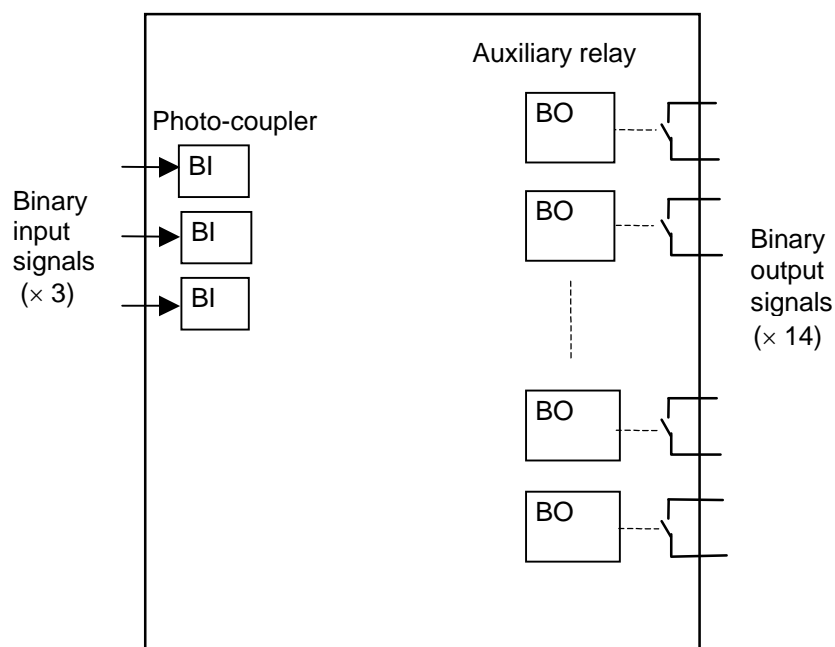 Auxiliary relay
BO
Photo-coupler
BI
BO
Binary
input
signals
(× 3)
BI
BI
Binary
output
signals
(× 14)
BO
BO